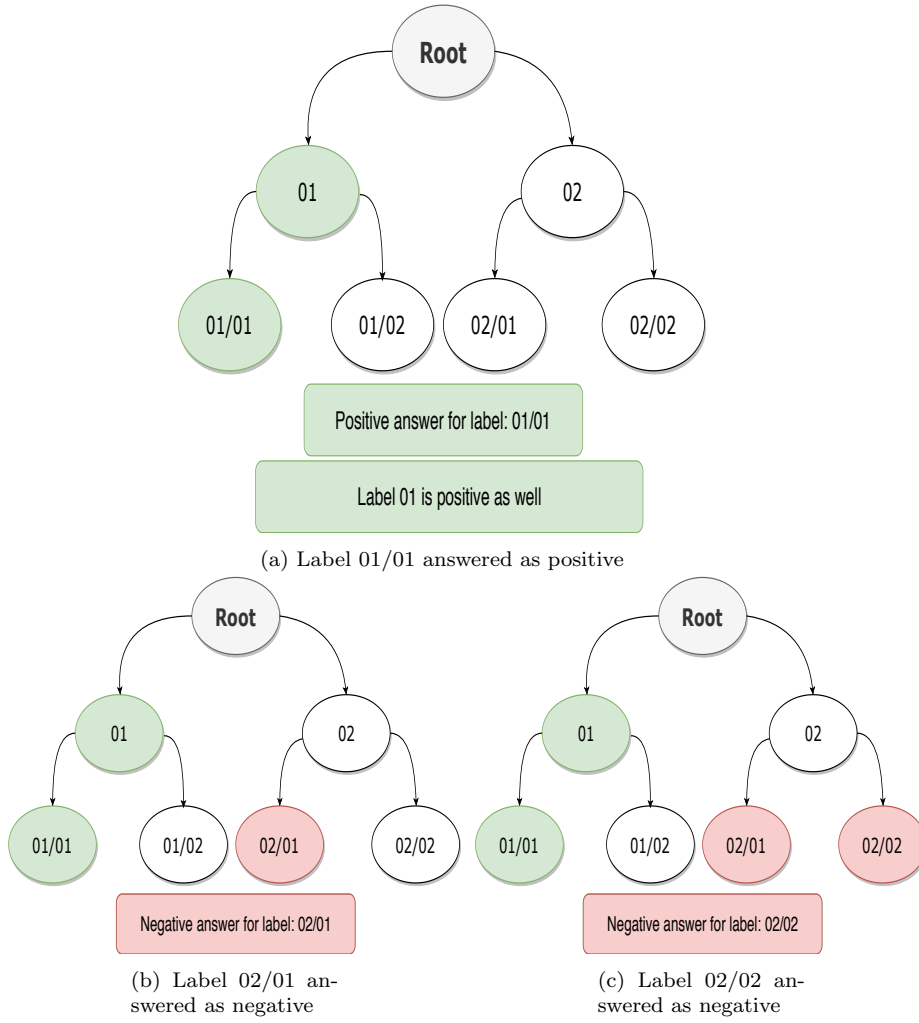 Root
01
02
01/01
01/02
02/01
02/02
Positive answer for label: 01/01
Label 01 is positive as well
(a) Label 01/01 answered as positive
Root
01
02
01/01
01/02
02/01
02/02
Negative answer for label: 02/01
(b) Label 02/01 an-
swered as negative
Root
01
02
01/01
01/02
02/01
02/02
Negative answer for label: 02/02
(c) Label 02/02 an-
swered as negative